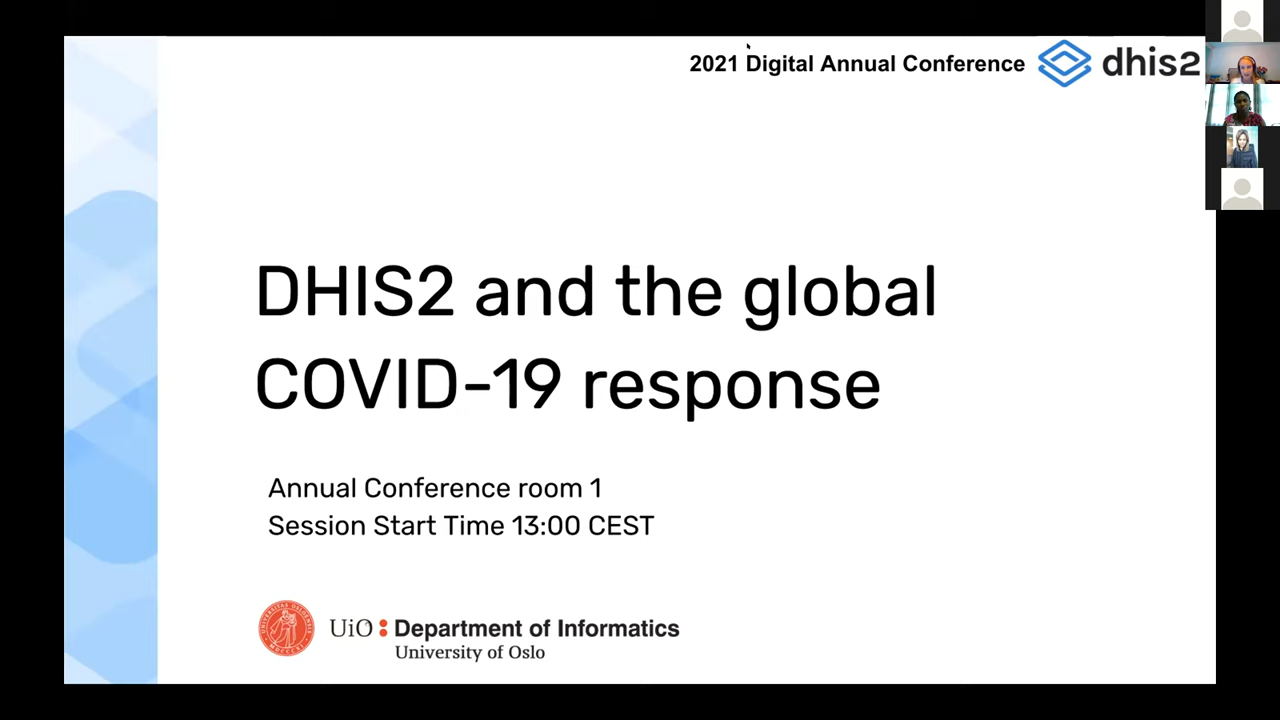 2021 Digital Annual Conference
dhis2
DHIS2 and the global
COVID-19 response
Annual Conference room 1
Session Start Time 13:00 CEST
UiO : Department of Informatics
University of Oslo